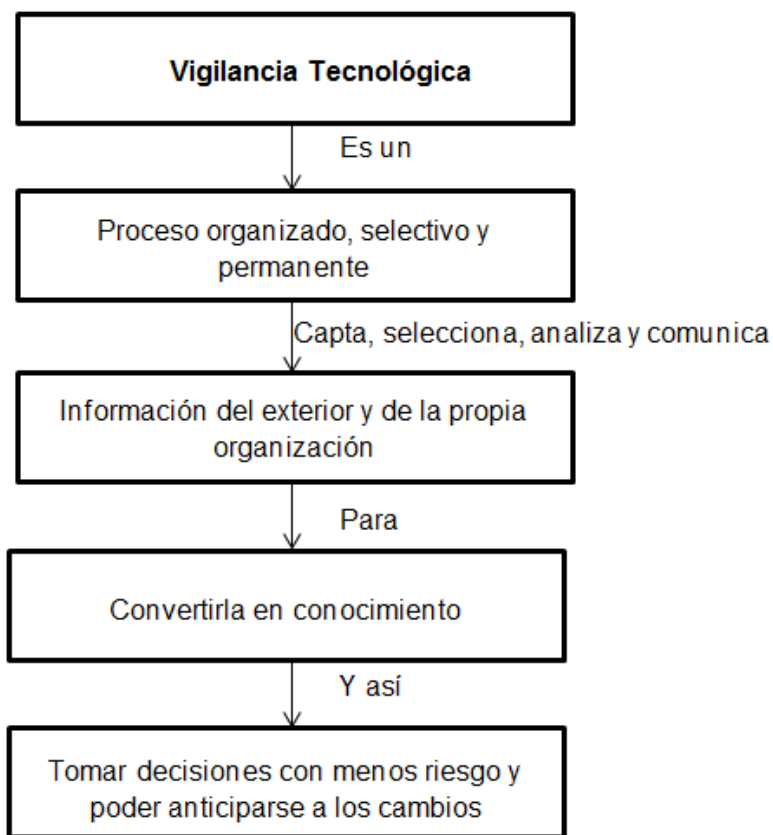 Vigilancia Tecnológica
Es un
Proceso organizado, selectivo y
permanente
Capta, selecciona, analiza y comunica
Información del exterior y de la propia
organización
Para
Convertirla en conocimiento
Y así
Tomar decisiones con menos riesgo y
poder anticiparse a los cambios